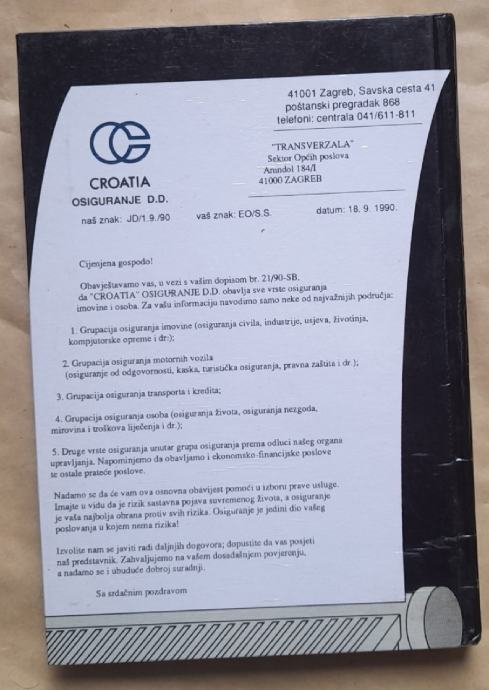 41001 Zagreb, Savska cesta 41
poštanski pregradak 868
telefoni: centrala 041/611-811
CROATIA
OSIGURANJE D.D.
"TRANSVERZALA"
Sektor Općih poslova
Arundol 184/I
41000 ZAGREB
naš znak: JD/1.9./90 vaš znak: EO/S.S. datum: 18. 9. 1990.
Cijenjena gospodo!
Obavještavamo vas, u vezi s vašim dopisom br. 21/90-SB,
da "CROATIA" OSIGURANJE D.D. obavlja sve vrste osiguranja
imovine i osoba. Za vašu informaciju navodimo samo neke od najvažnijih područja:
1. Grupacija osiguranja imovine (osiguranja civila, industrije, usjeva, životinja,
kompjutorske opreme i dr.);
2. Grupacija osiguranja motornih vozila
(osiguranje od odgovornosti, kaska, turistička osiguranja, pravna zaštita i dr.);
3. Grupacija osiguranja transporta i kredita;
4. Grupacija osiguranja osoba (osiguranja života, osiguranja nezgoda,
mirovina i troškova liječenja i dr.);
5. Druge vrste osiguranja unutar grupa osiguranja prema odluci našeg organa
upravljanja. Napominjemo da obavljamo i ekonomsko-financijske poslove
te ostale prateće poslove.
Nadamo se da će vam ova osnovna obavijest pomoći u izboru prave usluge.
Imajte u vidu da je rizik sastavna pojava suvremenog života, a osiguranje
je vaša najbolja obrana protiv svih rizika. Osiguranje je jedini dio vašeg
poslovanja u kojem nema rizika!
Izvolite nam se javiti radi daljnjih dogovora; dopustite da vas posjeti
naš predstavnik. Zahvaljujemo na vašem dosadašnjem povjerenju,
a nadamo se i ubuduće dobroj suradnji.
Sa srdačnim pozdravom